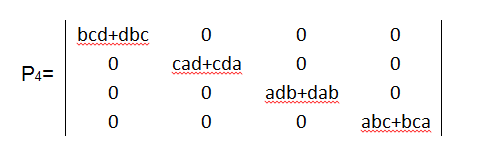 bcd+dbc 0 0 0
P4= 0 cad+cda 0 0
0 0 adb+dab 0
0 0 0 abc+bca